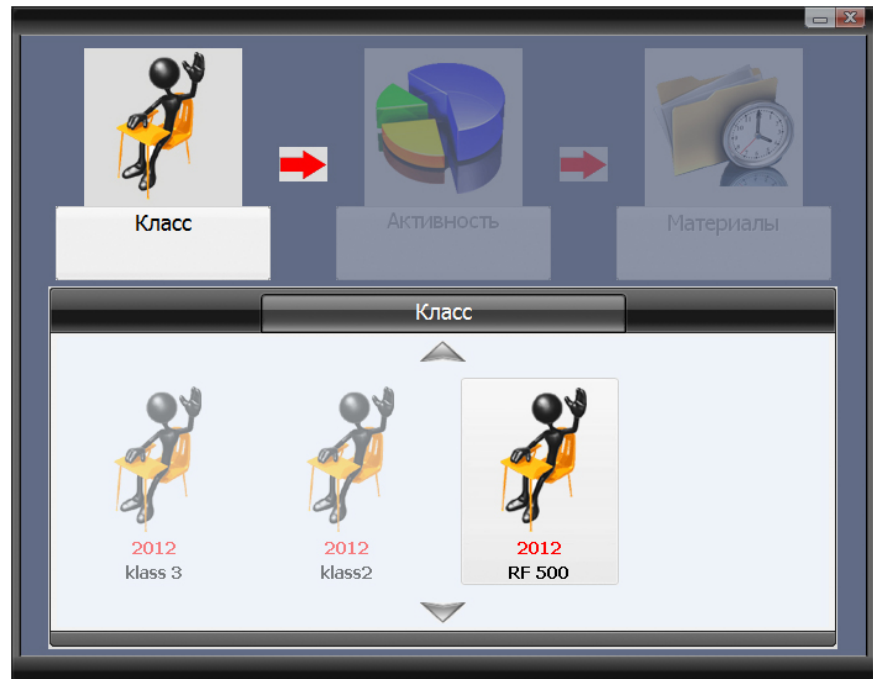 Класс
Активность
Материалы
Класс
2012
klass 3
2012
klass2
2012
RF 500